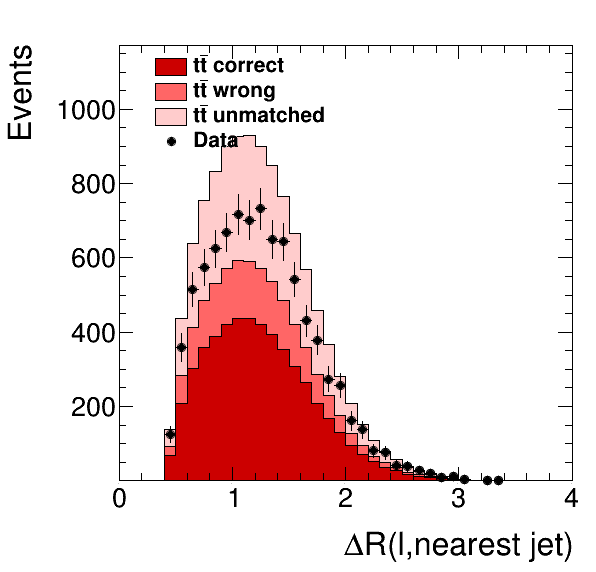 Events
1000
800
600
400
200
tt̄ correct
tt̄ wrong
tt̄ unmatched
Data
0 1 2 3 4
ΔR(l,nearest jet)